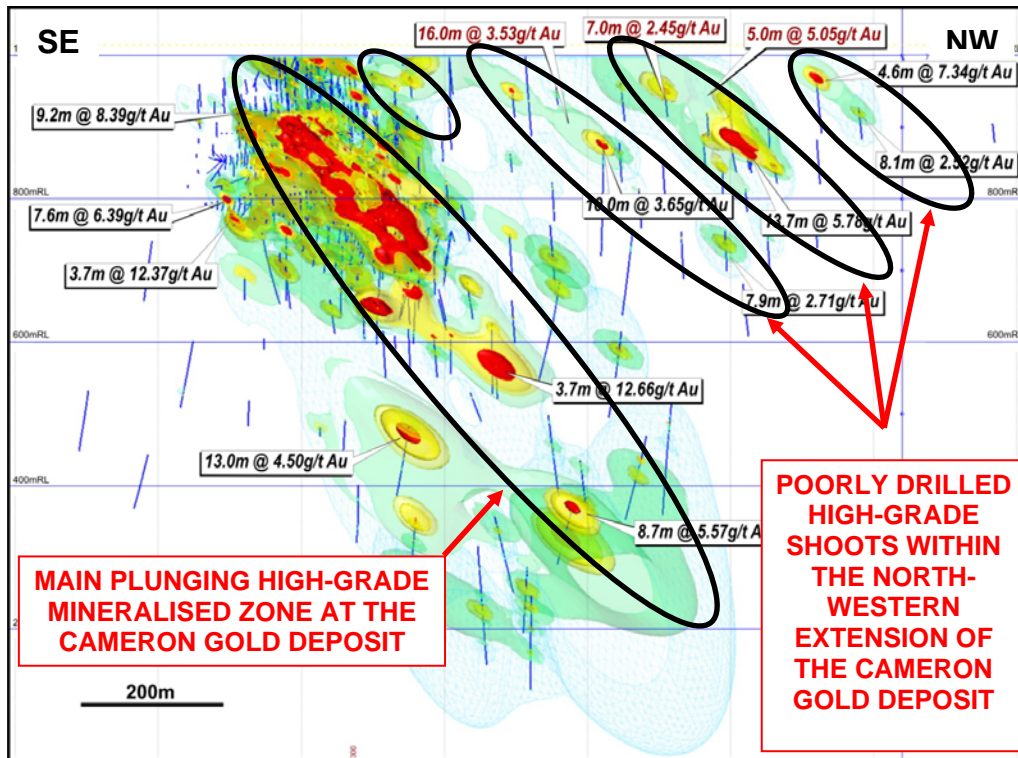 SE
NW
16.0m @ 3.53g/t Au
7.0m @ 2.45g/t Au
5.0m @ 5.05g/t Au
4.6m @ 7.34g/t Au
9.2m @ 8.39g/t Au
8.1m @ 2.52g/t Au
800mRL
800mRL
7.6m @ 6.39g/t Au
10.0m @ 3.65g/t Au
13.7m @ 5.78g/t Au
3.7m @ 12.37g/t Au
7.9m @ 2.71g/t Au
600mRL
600mRL
3.7m @ 12.66g/t Au
13.0m @ 4.50g/t Au
400mRL
8.7m @ 5.57g/t A
MAIN PLUNGING HIGH-GRADE
MINERALISED ZONE AT THE
CAMERON GOLD DEPOSIT
POORLY DRILLED
HIGH-GRADE
SHOOTS WITHIN
THE NORTH-
WESTERN
EXTENSION OF
THE CAMERON
GOLD DEPOSIT
200m